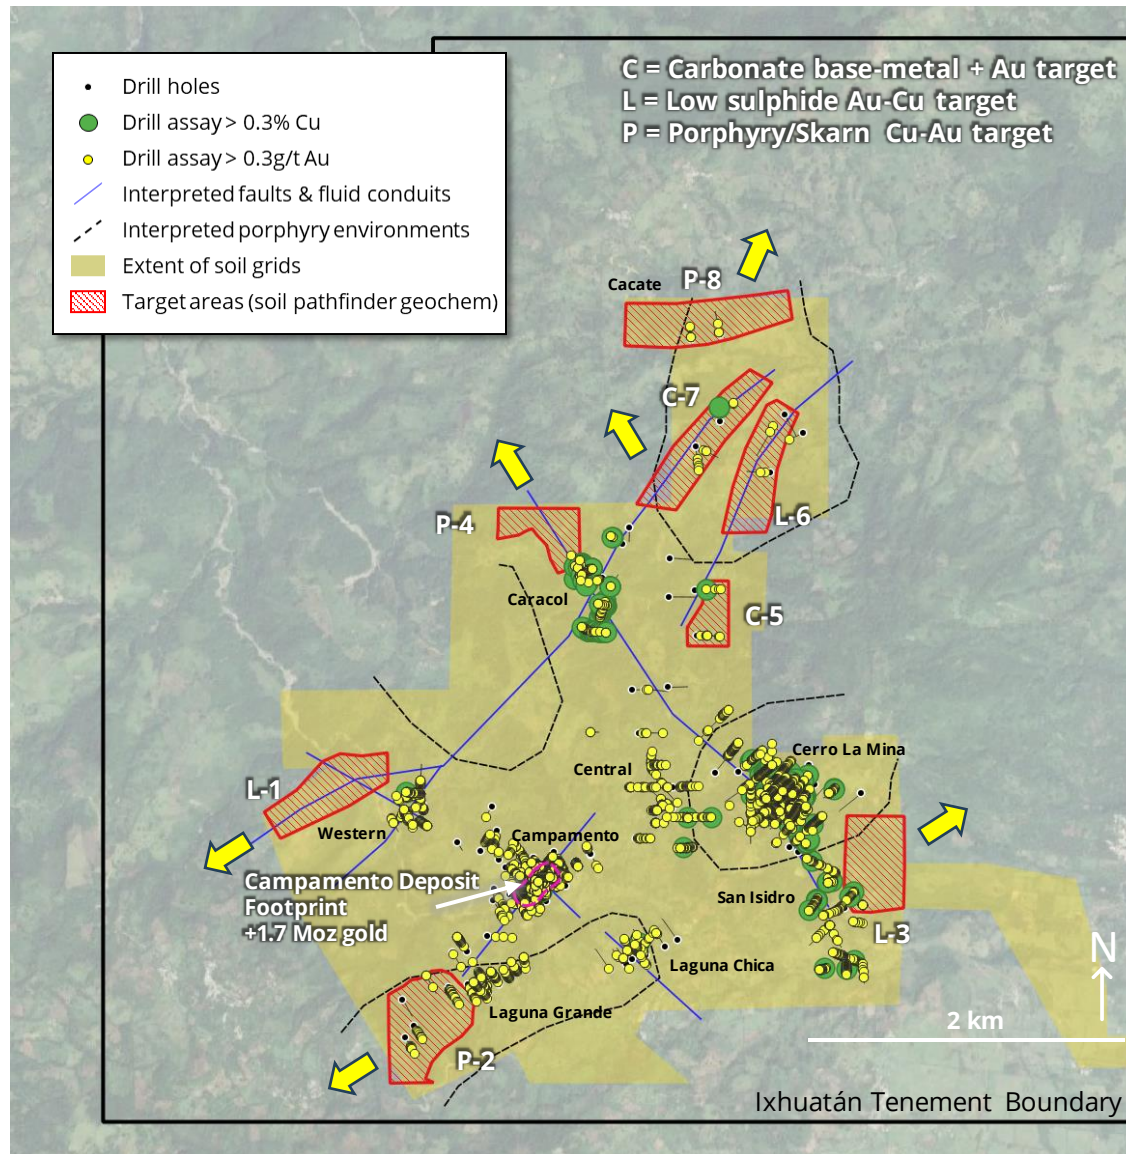 C = Carbonate base-metal + Au target
L = Low sulphide Au-Cu target
P = Porphyry/Skarn Cu-Au target
Drill holes
Drill assay > 0.3% Cu
Drill assay > 0.3g/t Au
Interpreted faults & fluid conduits
Interpreted porphyry environments
Extent of soil grids
Target areas (soil pathfinder geochem)
P-8
Cacate
C-7
L-6
P-4
Caracol
C-5
Cerro La Mina
Central
L-1
Western
Campamento
Campamento Deposit
Footprint
+1.7 Moz gold
San Isidro
L-3
N
Laguna Chica
Laguna Grande
2 km
P-2
Ixhuatán Tenement Boundary